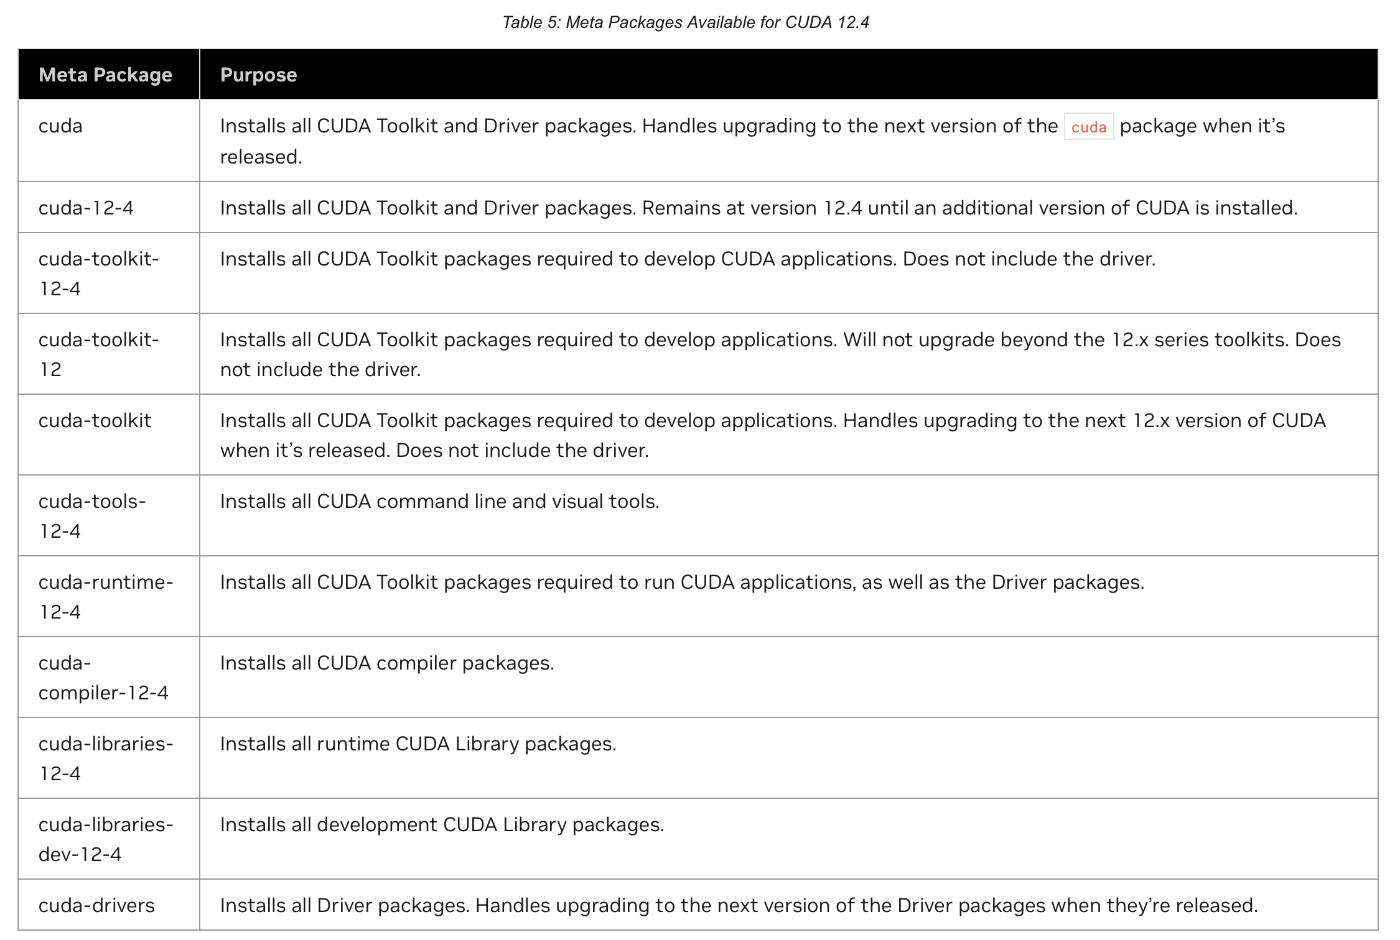 Table 5: Meta Packages Available for CUDA 12.4
Meta Package
Purpose
cuda
Installs all CUDA Toolkit and Driver packages. Handles upgrading to the next version of the cuda package when it's
released.
cuda-12-4
Installs all CUDA Toolkit and Driver packages. Remains at version 12.4 until an additional version of CUDA is installed.
cuda-toolkit-
12-4
Installs all CUDA Toolkit packages required to develop CUDA applications. Does not include the driver.
cuda-toolkit-
12
Installs all CUDA Toolkit packages required to develop applications. Will not upgrade beyond the 12.x series toolkits. Does
not include the driver.
cuda-toolkit
Installs all CUDA Toolkit packages required to develop applications. Handles upgrading to the next 12.x version of CUDA
when it's released. Does not include the driver.
cuda-tools-
12-4
Installs all CUDA command line and visual tools.
cuda-runtime-
12-4
Installs all CUDA Toolkit packages required to run CUDA applications, as well as the Driver packages.
cuda-
compiler-12-4
Installs all CUDA compiler packages.
cuda-libraries-
12-4
Installs all runtime CUDA Library packages.
cuda-libraries-
dev-12-4
Installs all development CUDA Library packages.
cuda-drivers
Installs all Driver packages. Handles upgrading to the next version of the Driver packages when they're released.